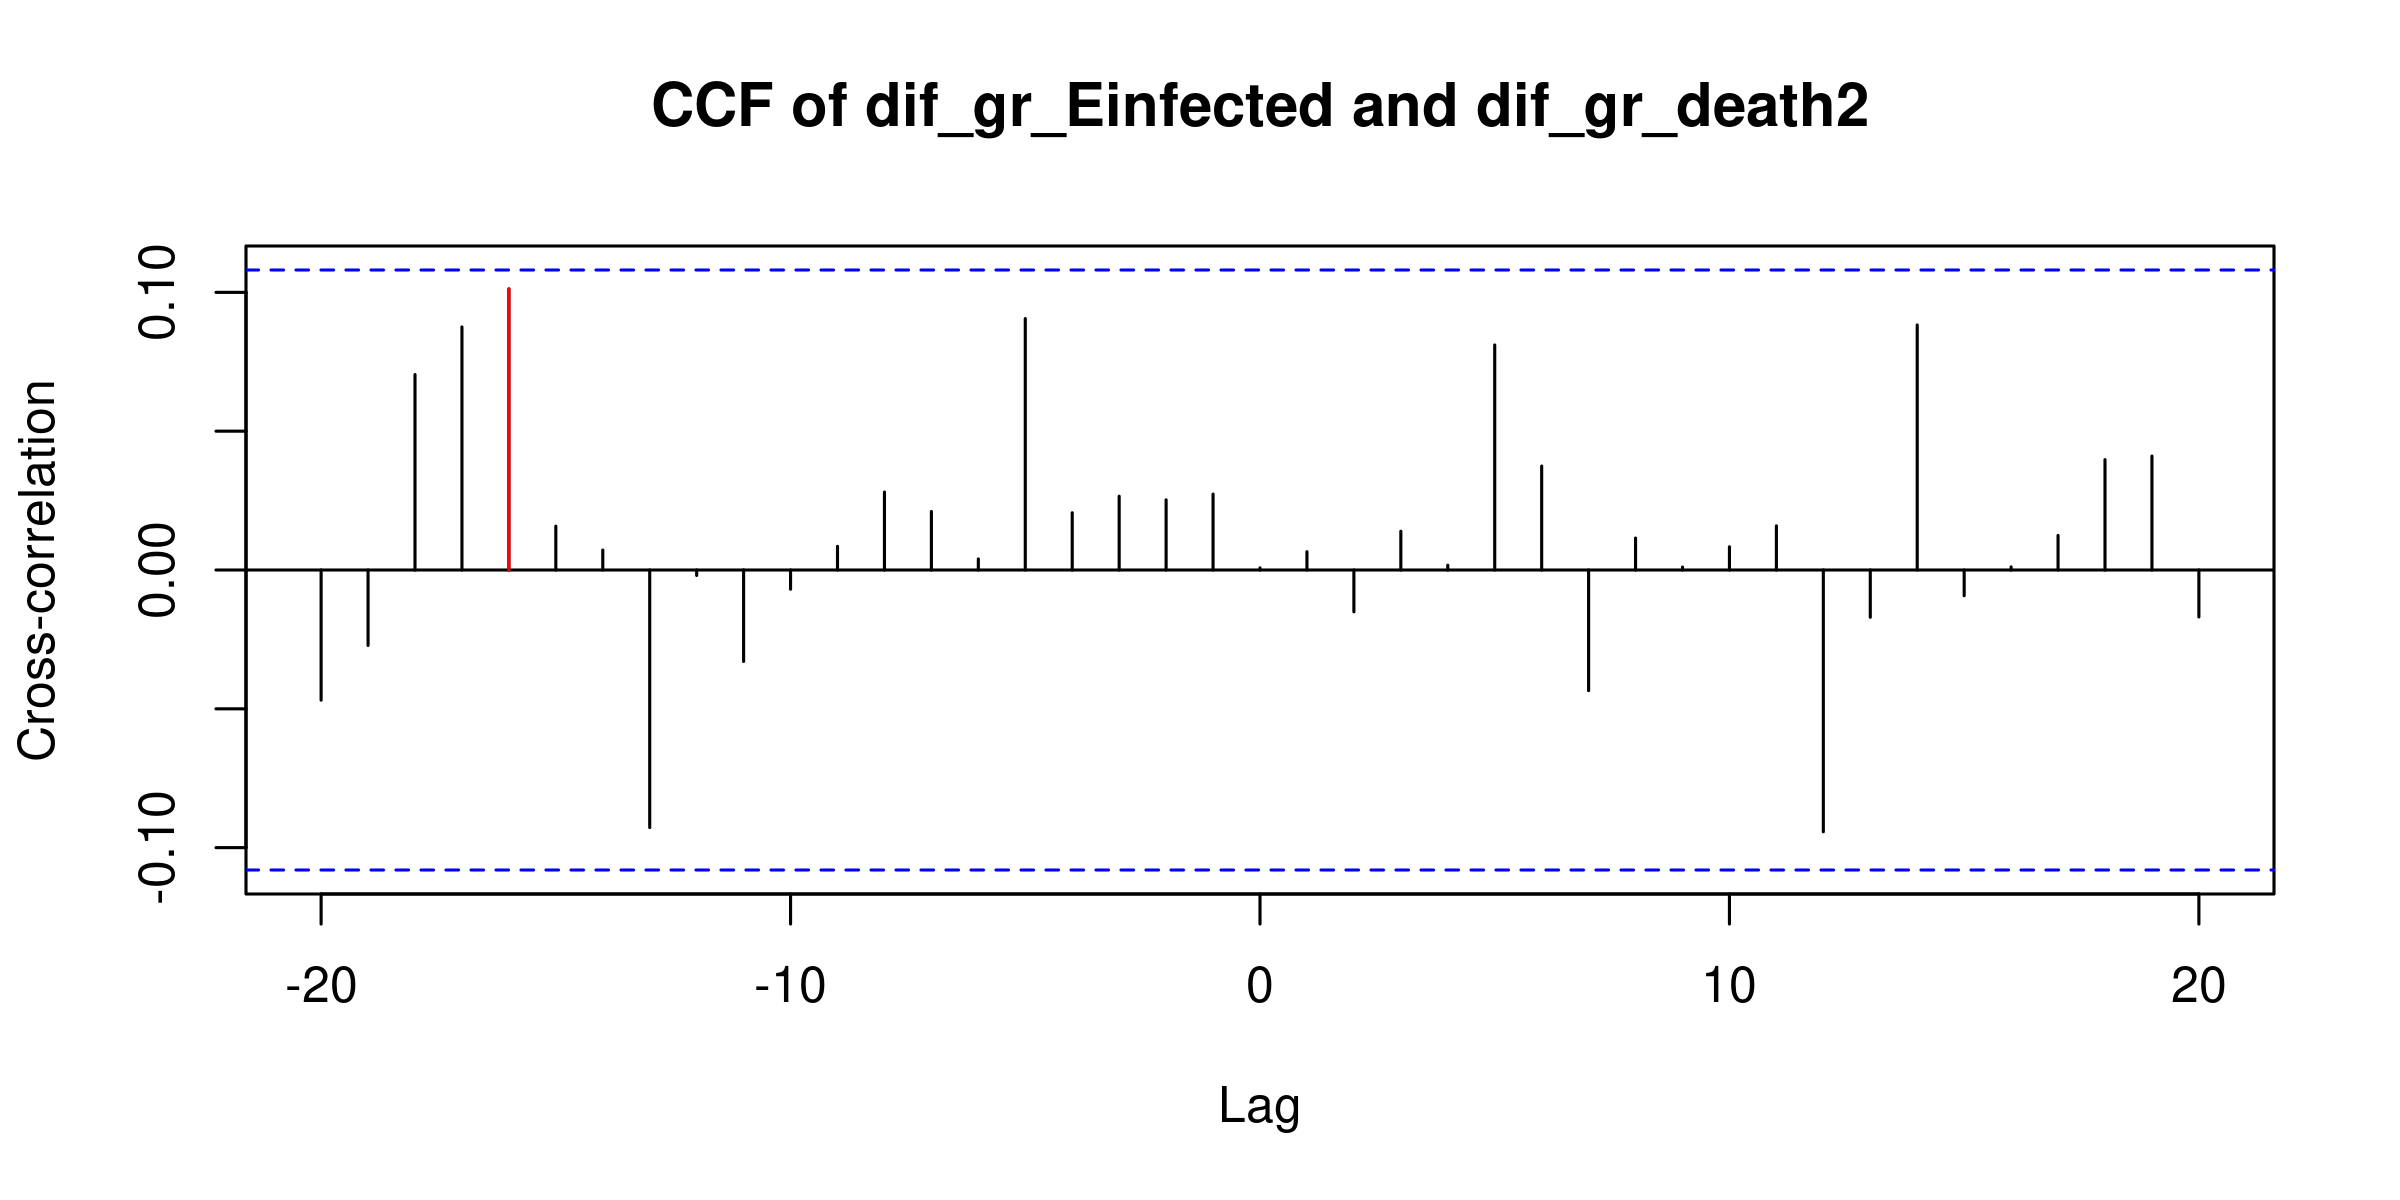 CCF of dif_gr_Einfected and dif_gr_death2
Cross-correlation
0.10
0.00
-0.10
-20 -10 0 10 20
Lag